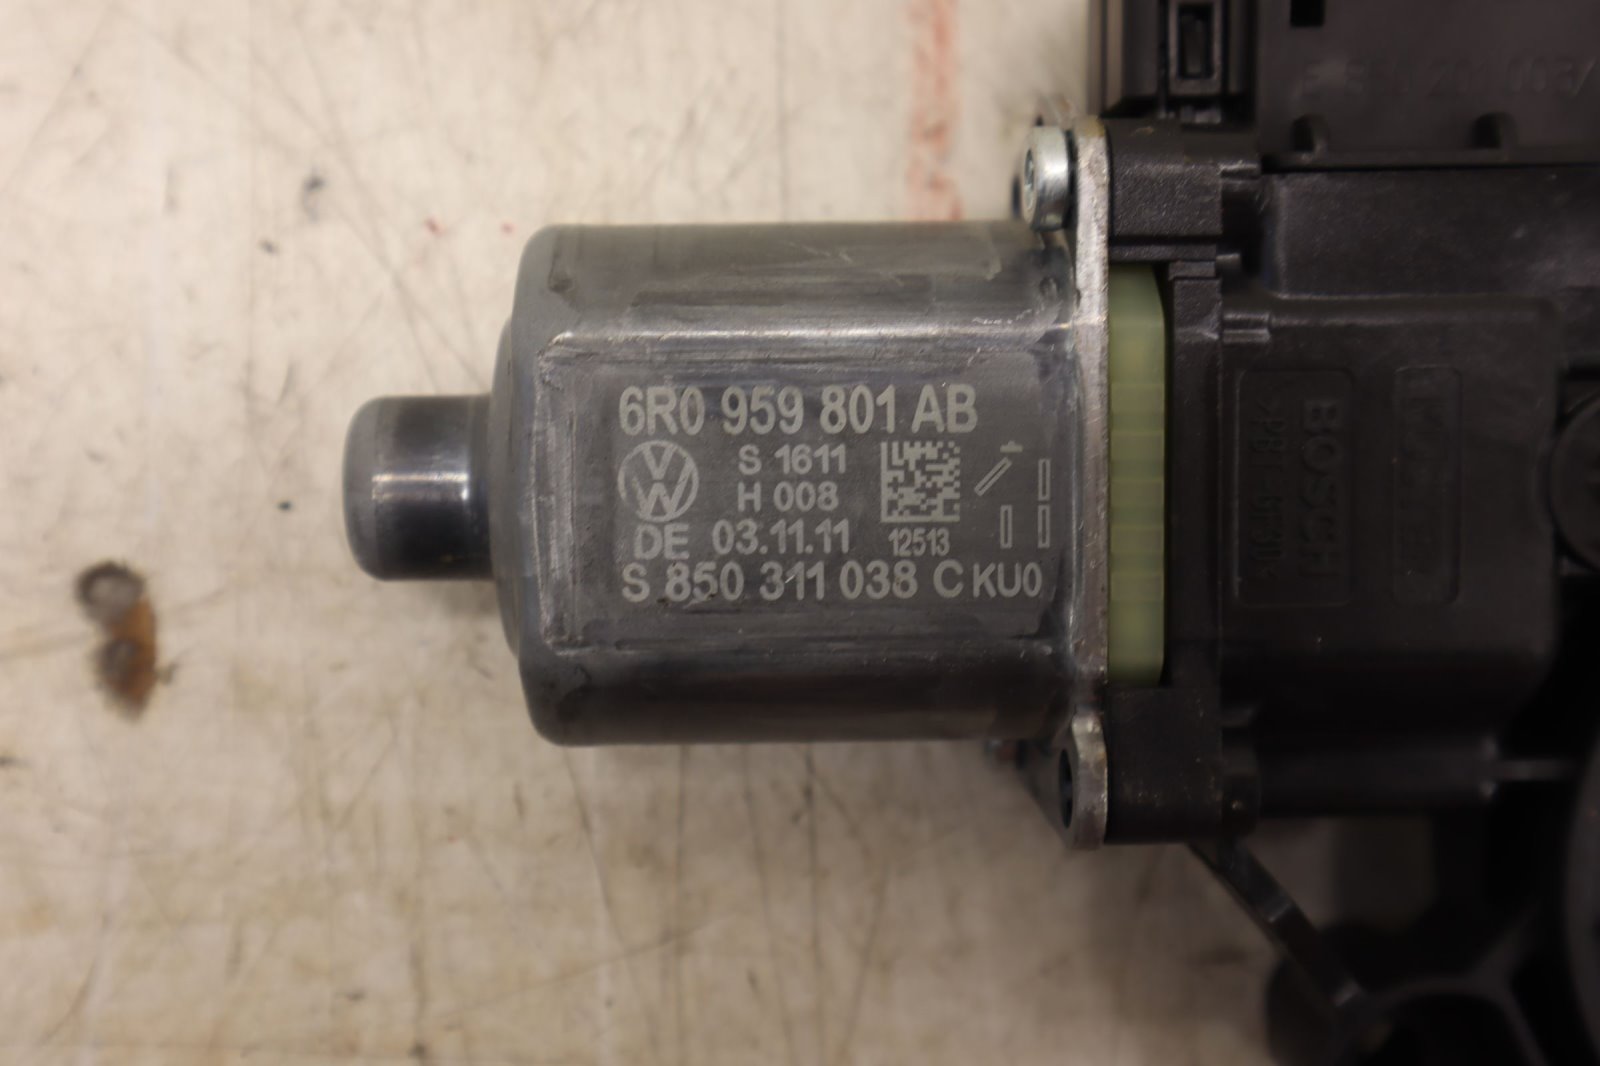 6R0 959 801 AB
S 1611
H 008
DE 03.11.11 12513
S 850 311 038 C KU0
BOSCH